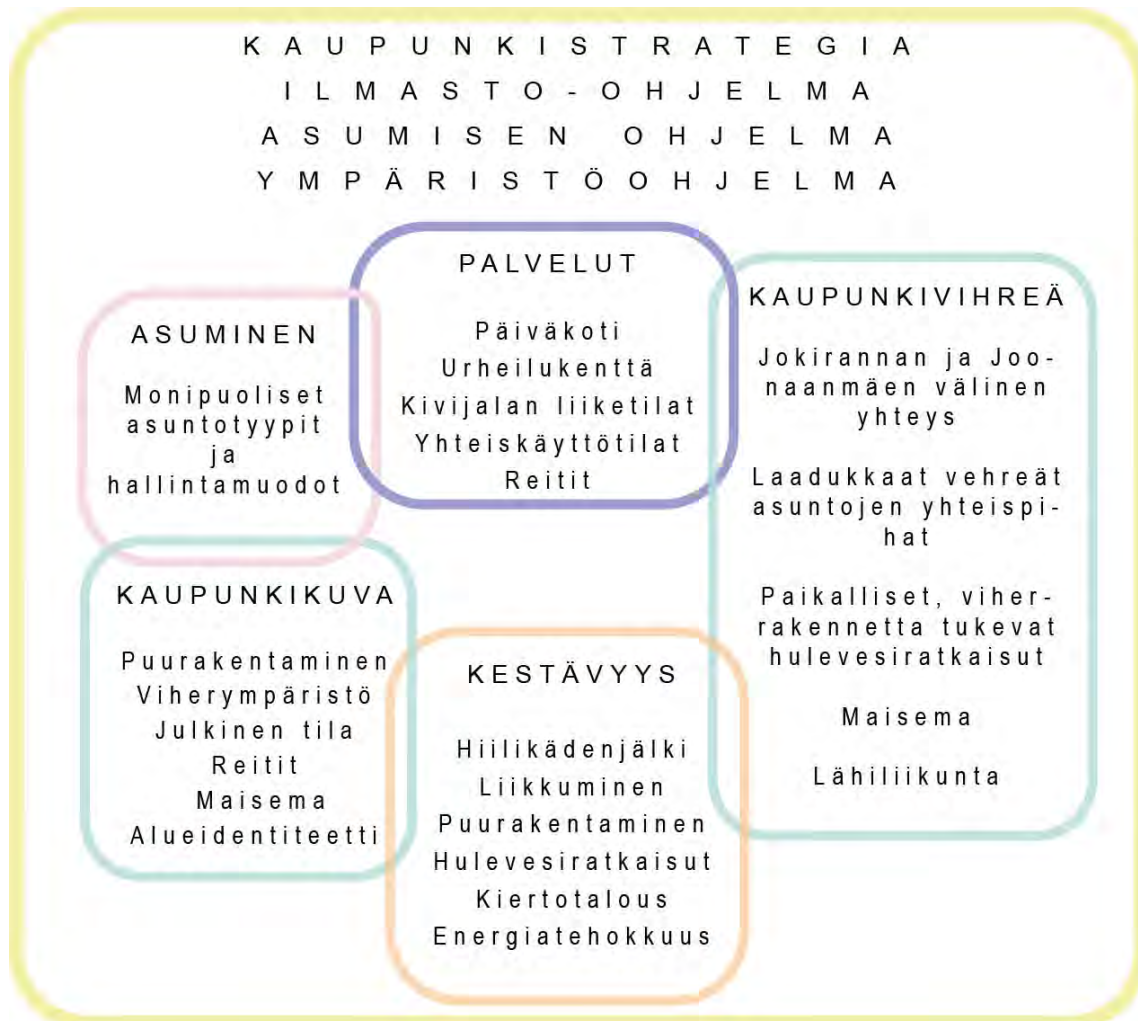 KAUPUNKISTRATEGIA
ILMASTO-OHJELMA
ASUMISEN OHJELMA
YMPÄRISTÖOHJELMA
PALVELUT
Päiväkoti
Urheilukenttä
Kivijalan liiketilat
Yhteiskäyttötilat
Reitit
ASUMINEN
Monipuoliset
asuntotyypit
ja
hallintamuodot
KAUPUNKIVIHREÄ
Jokirannan ja Joo-
naanmäen välinen
yhteys
Laadukkaat vehreät
asuntojen yhteispi-
hat
Paikalliset, viher-
rakennetta tukevat
hulevesiratkaisut
Maisema
Lähiliikunta
KAUPUNKIKUVA
Puurakentaminen
Viherympäristö
Julkinen tila
Reitit
Maisema
Alueidentiteetti
KESTÄVYYS
Hiilikädenjälki
Liikkuminen
Puurakentaminen
Hulevesiratkaisut
Kiertotalous
Energiatehokkuus